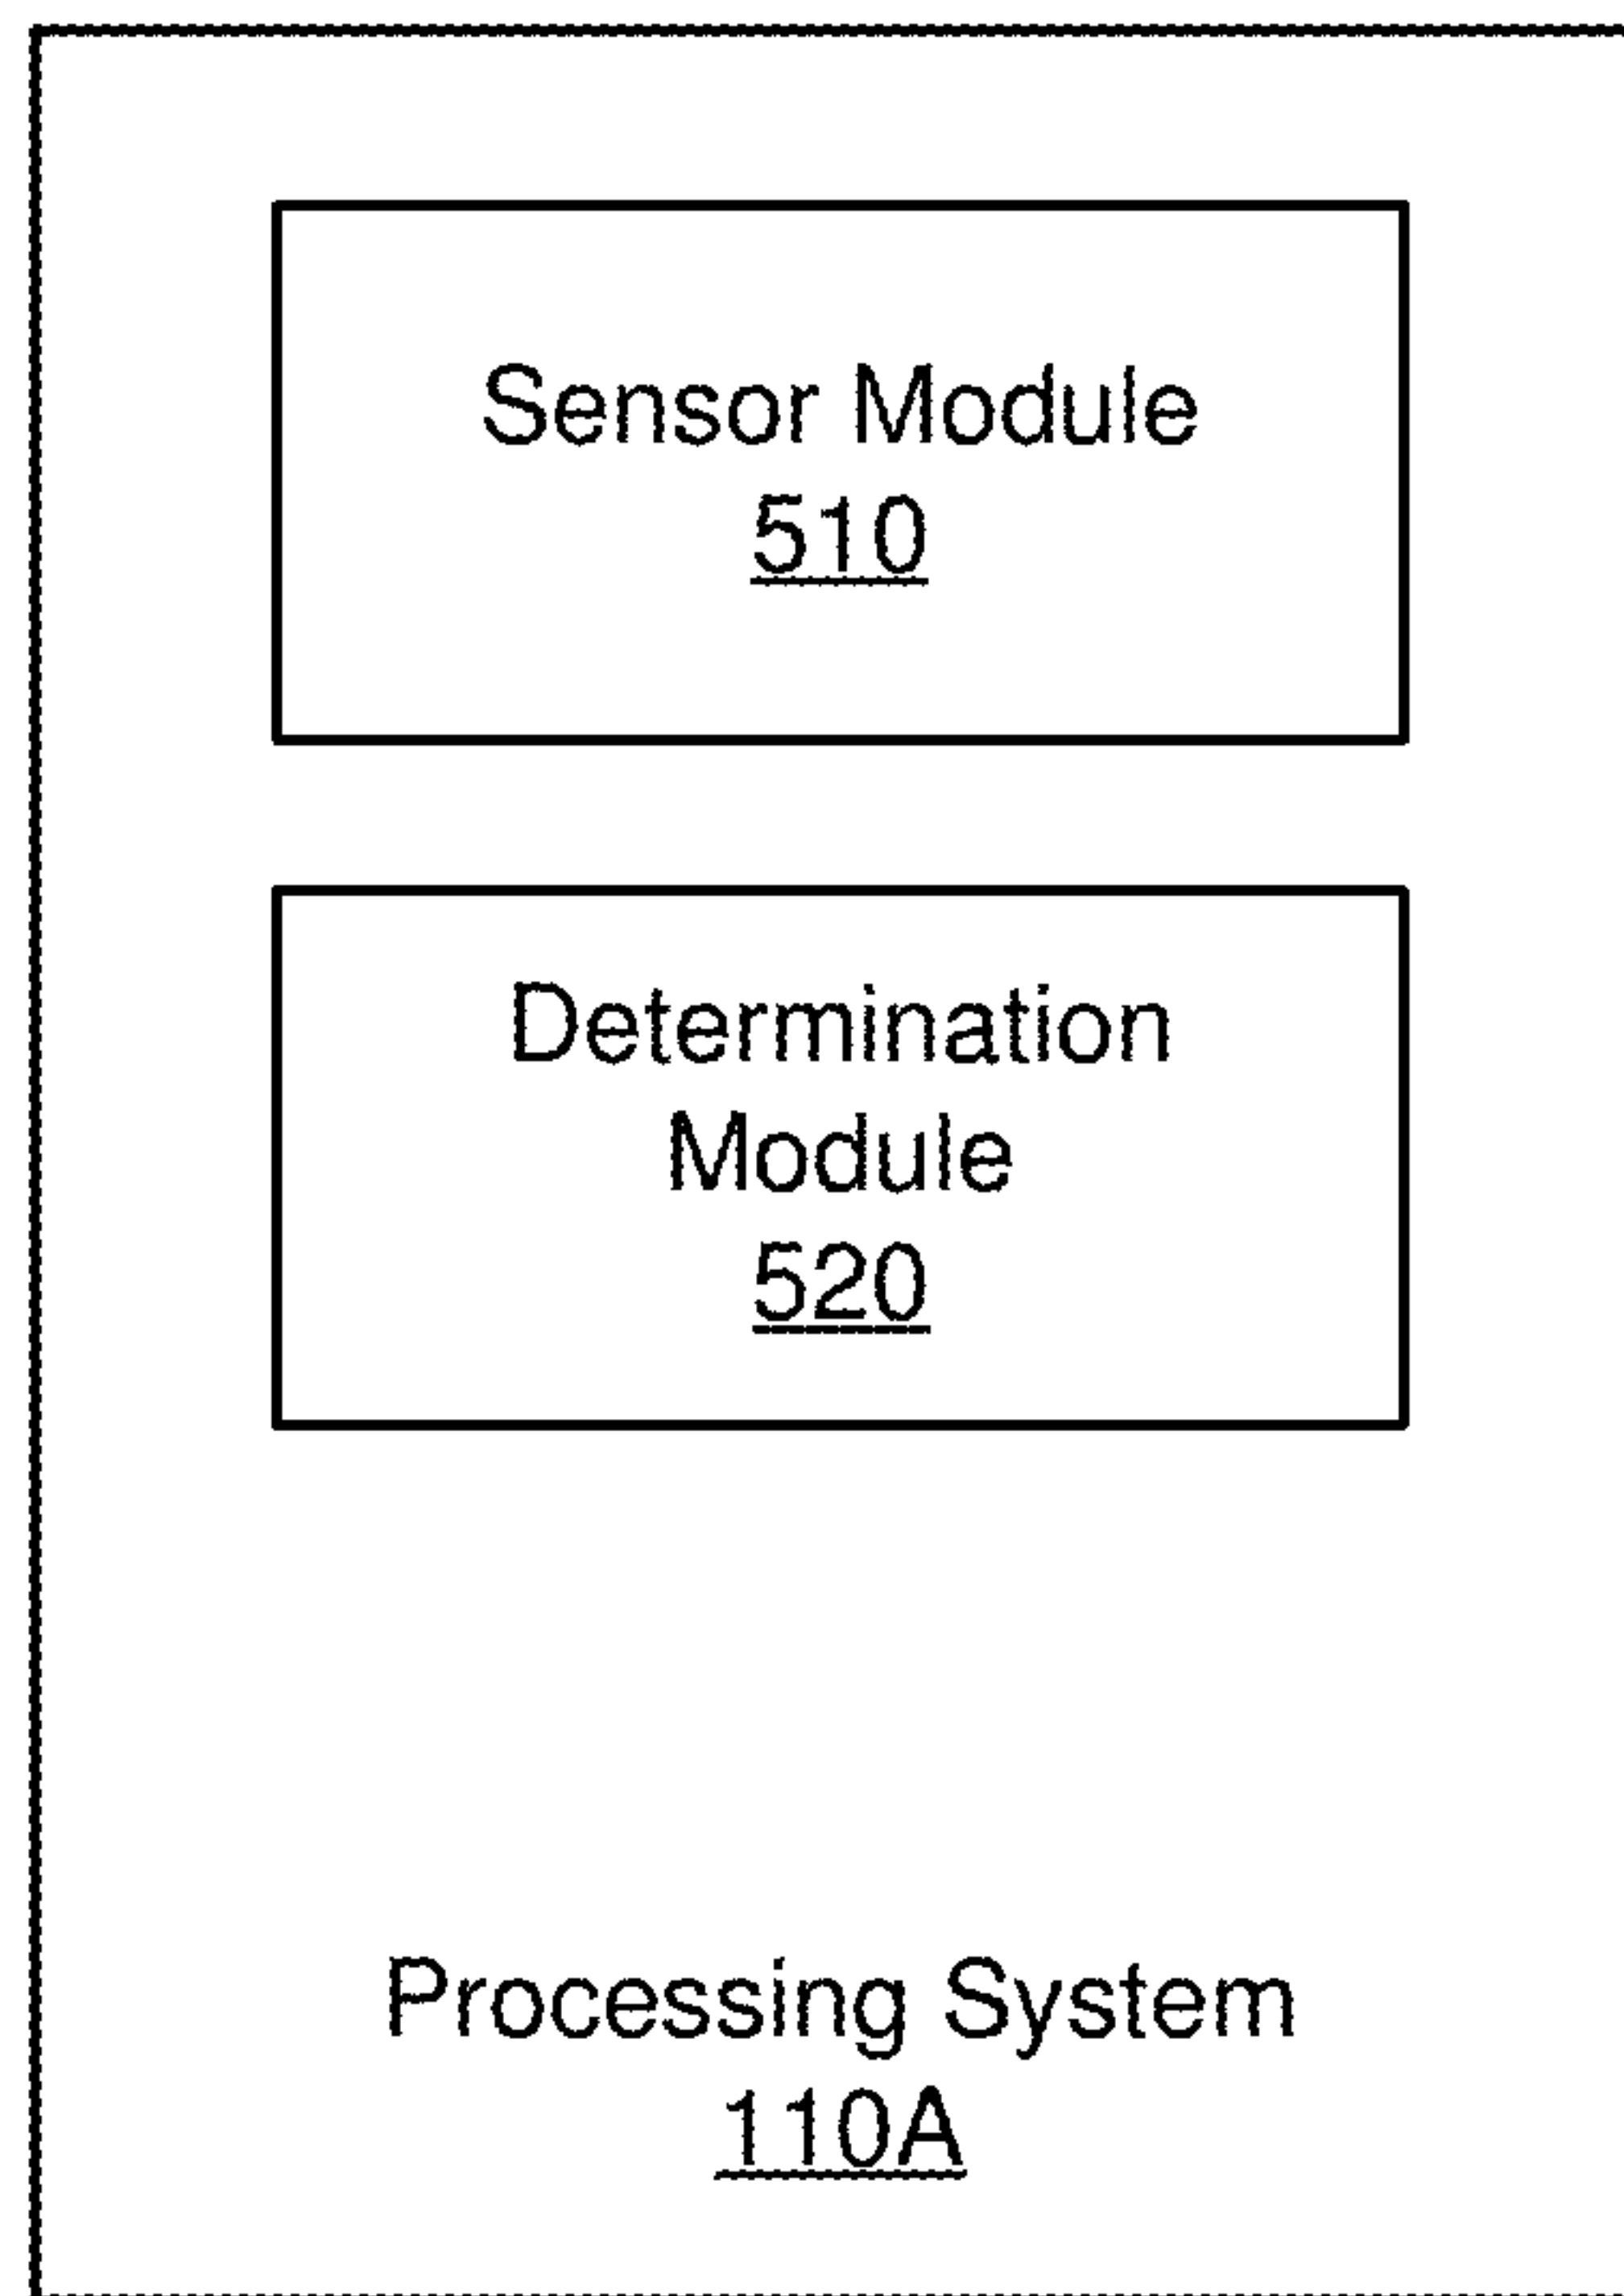 Sensor Module
510
Determination
Module
520
Processing System
110A